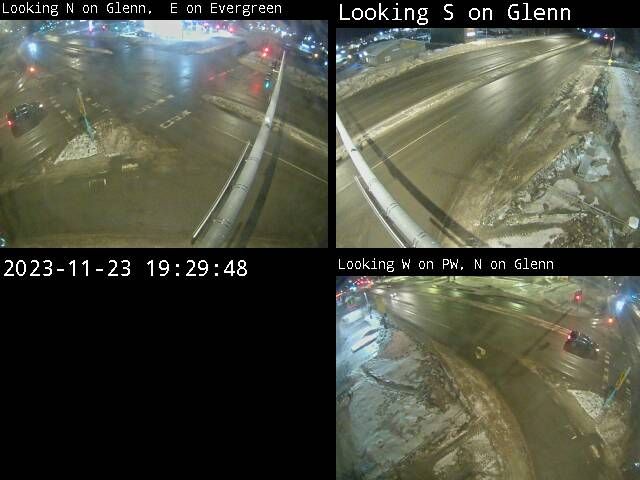 Looking N on Glenn, E on Evergreen
Looking S on Glenn
2023-11-23 19:29:48
Looking W on PW, N on Glenn